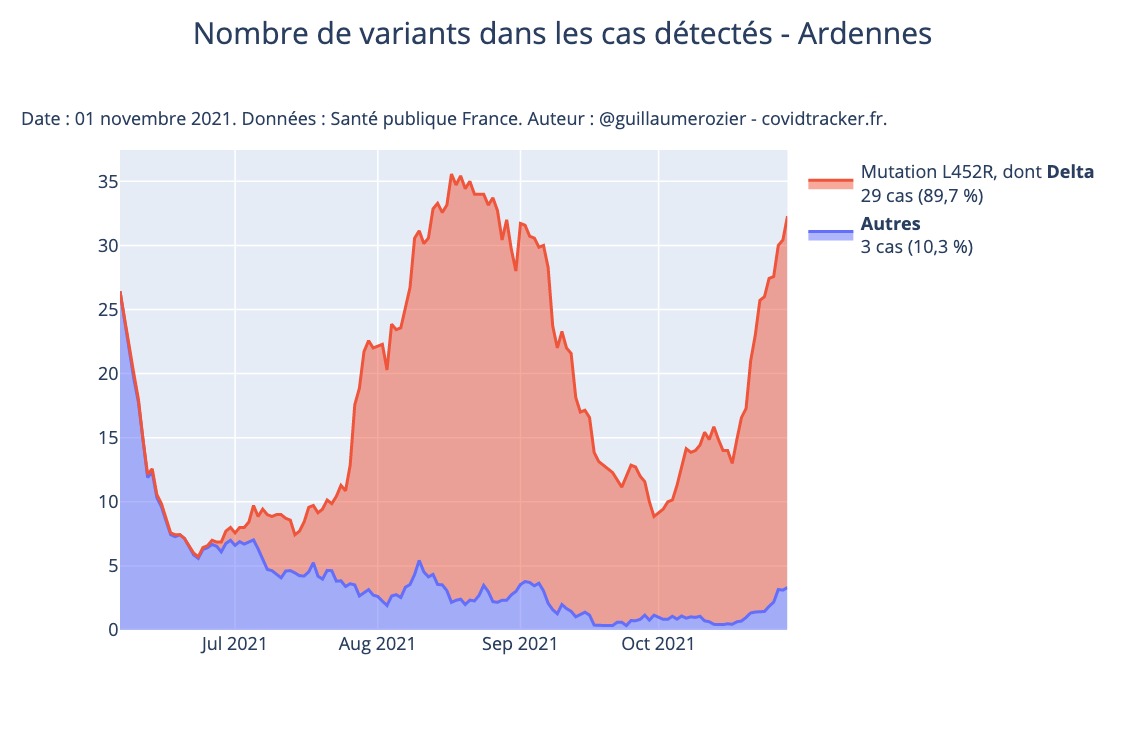 Nombre de variants dans les cas détectés - Ardennes
Date : 01 novembre 2021. Données : Santé publique France. Auteur : @guillaumerozier - covidtracker.fr.
Mutation L452R, dont Delta
29 cas (89,7 %)
Autres
3 cas (10,3 %)
35
30
25
20
15
10
5
0
Jul 2021
Aug 2021
Sep 2021
Oct 2021